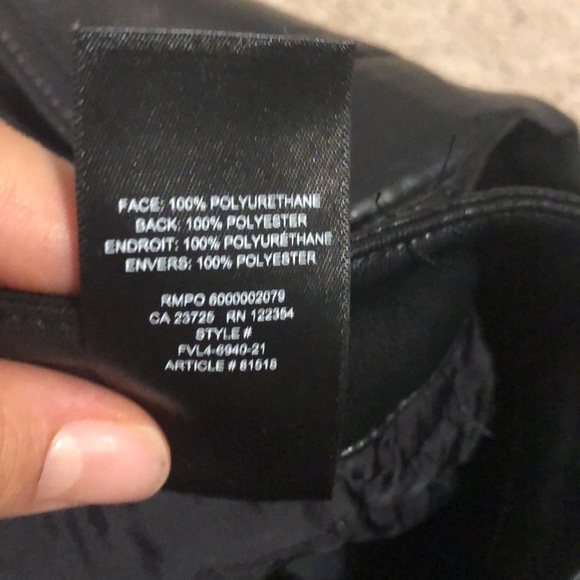 FACE: 100% POLYURETHANE
BACK: 100% POLYESTER
ENDROIT: 100% POLYURÉTHANE
ENVERS: 100% POLYESTER
RMPO 6000002079
CA 23725 RN 122354
STYLE #
FVL4-6940-21
ARTICLE # 61616